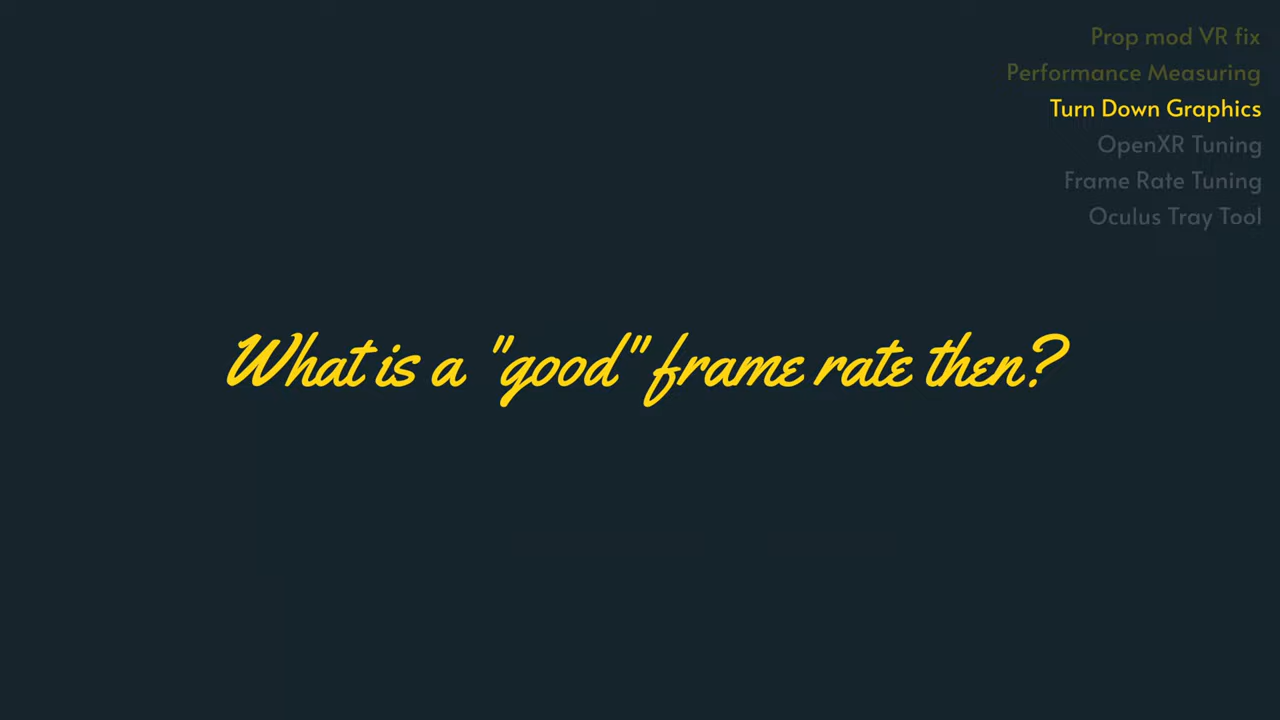 Prop mod VR fix
Performance Measuring
Turn Down Graphics
OpenXR Tuning
Frame Rate Tuning
Oculus Tray Tool
What is a "good" frame rate then?